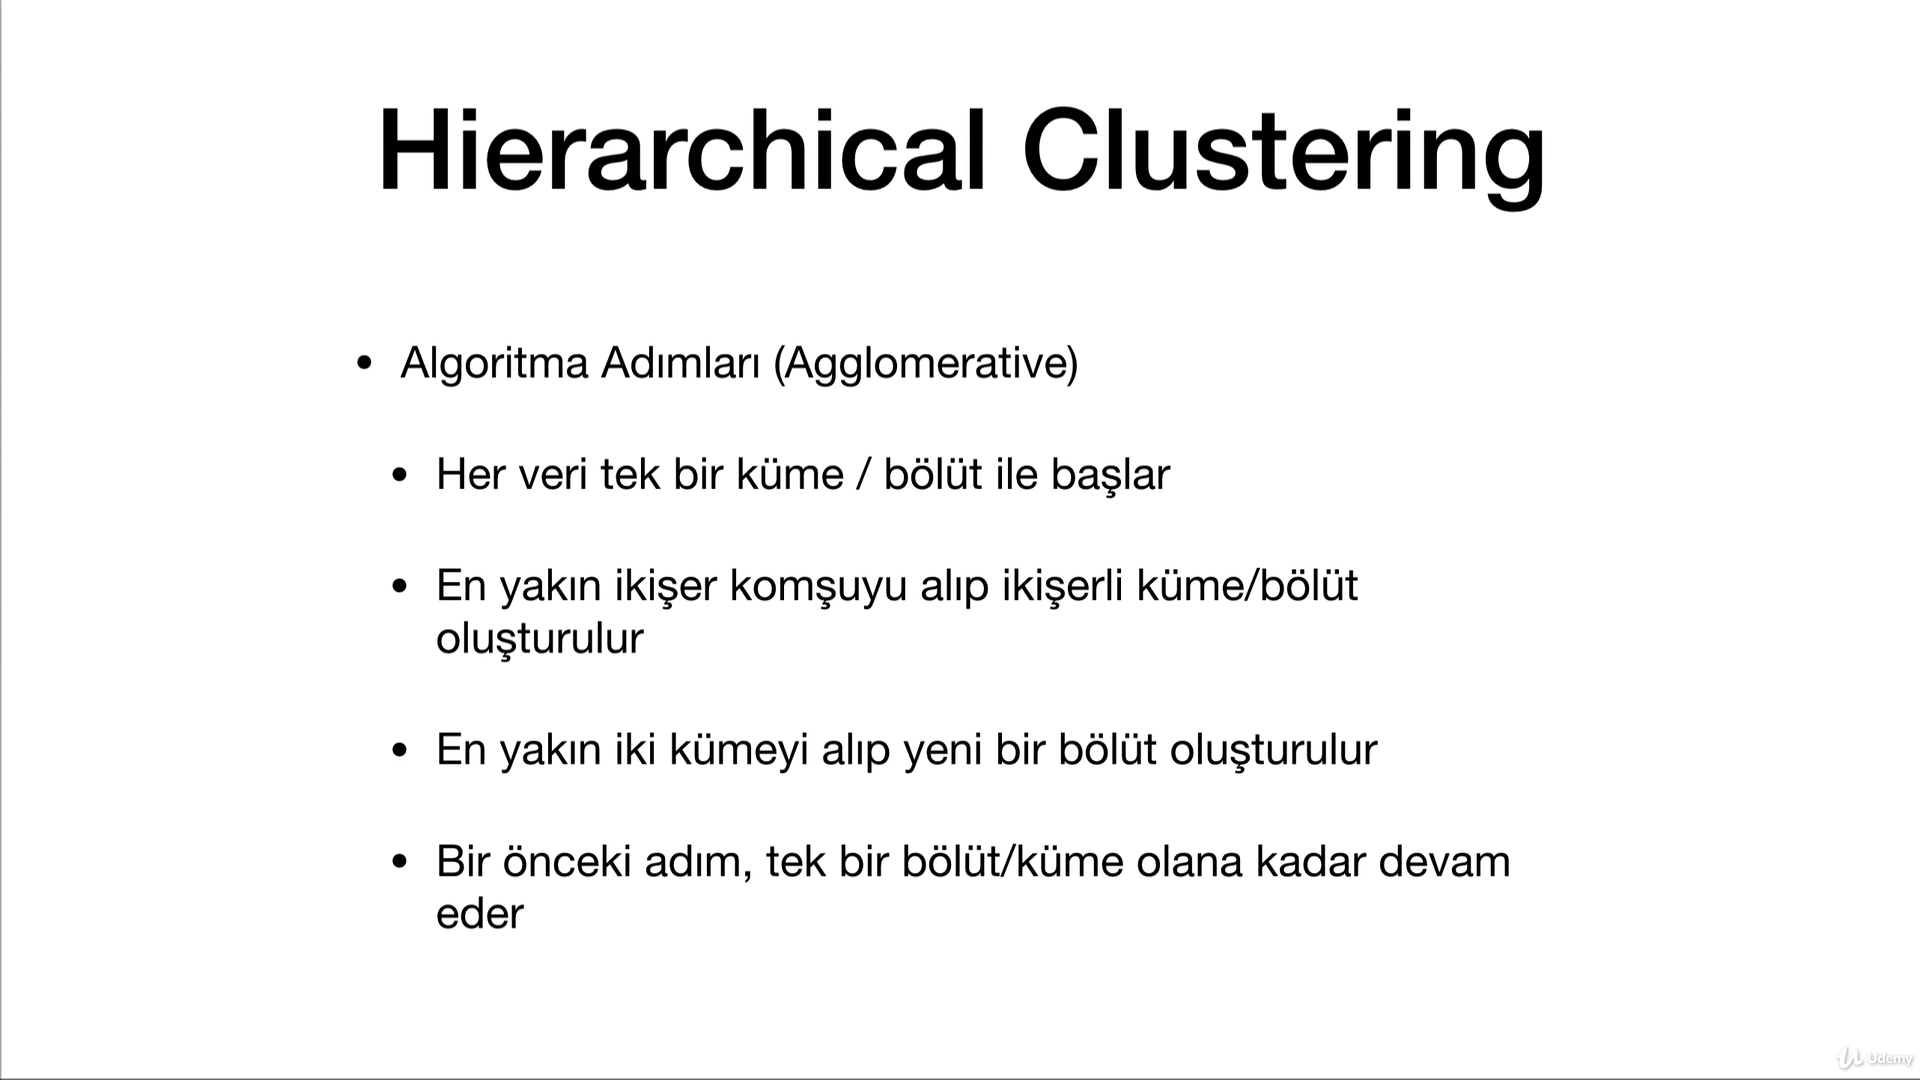 Hierarchical Clustering
• Algoritma Adımları (Agglomerative)
• Her veri tek bir küme / bölüt ile başlar
• En yakın ikişer komşuyu alıp ikişerli küme/bölüt
oluşturulur
• En yakın iki kümeyi alıp yeni bir bölüt oluşturulur
• Bir önceki adım, tek bir bölüt/küme olana kadar devam
eder
Udemy